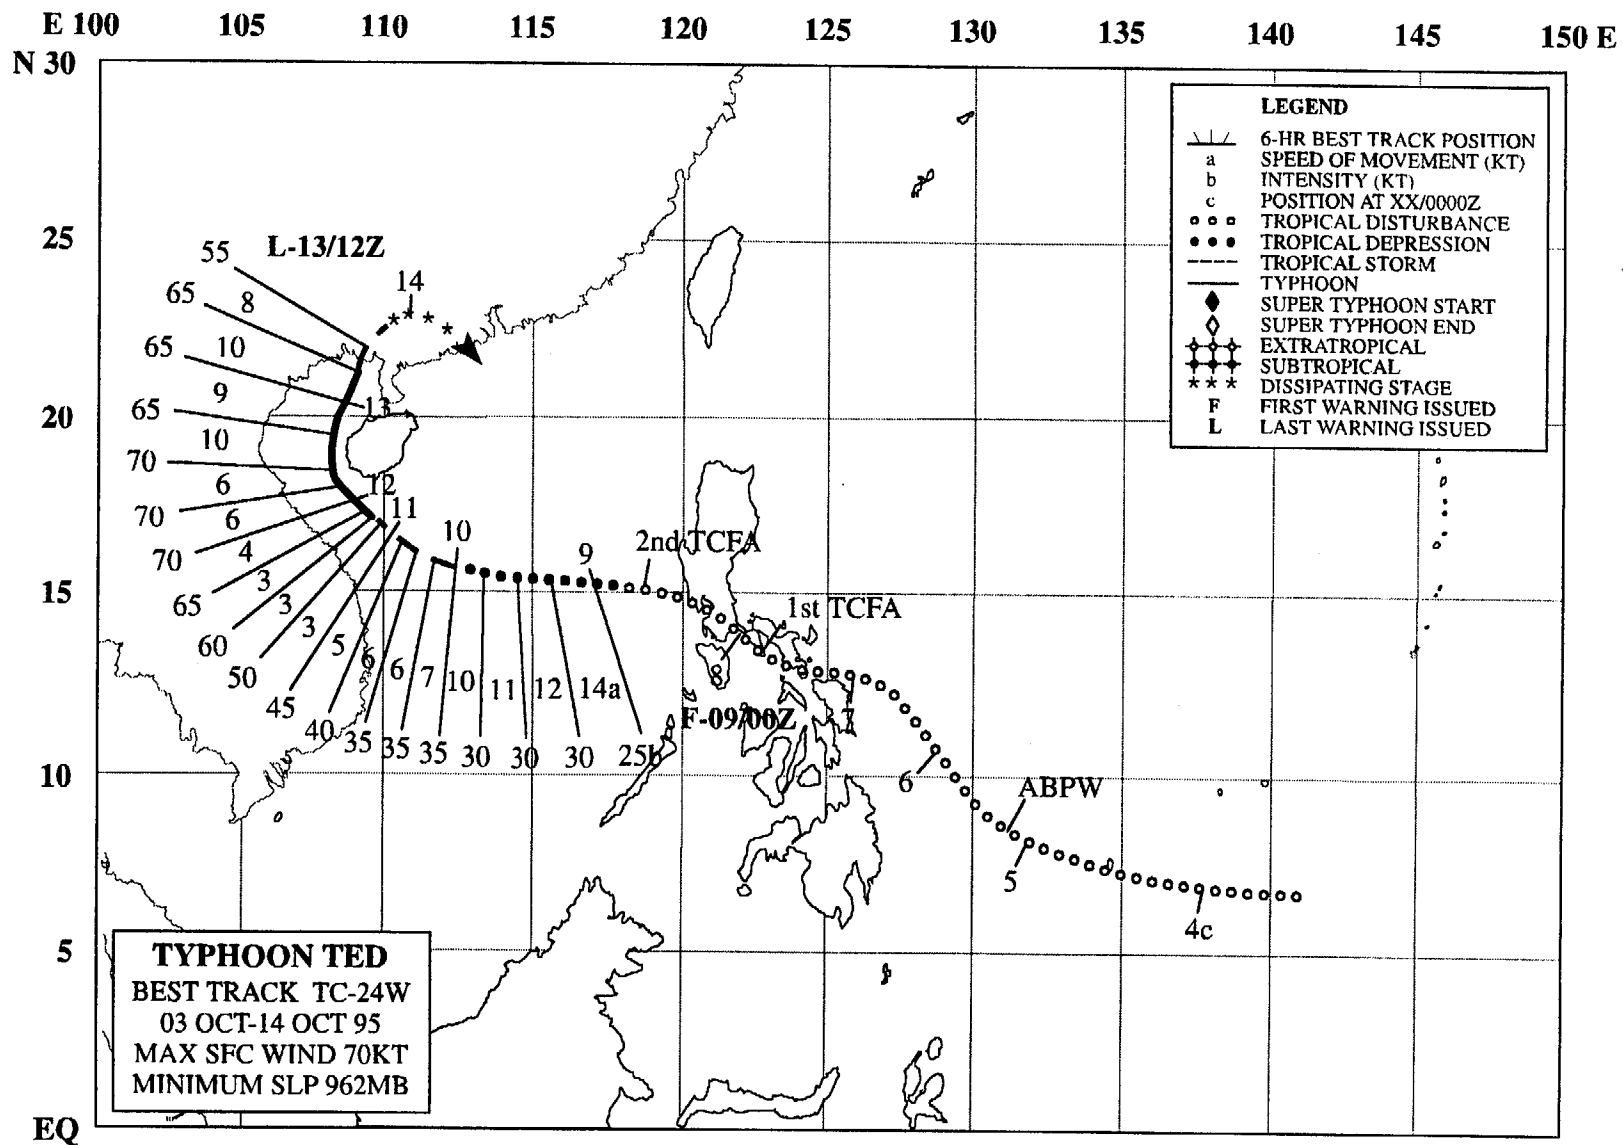 E 100 105 110 115 120 125 130 135 140 145 150 E
N 30
25
20
15
10
5
EQ
LEGEND
6-HR BEST TRACK POSITION
a SPEED OF MOVEMENT (KT)
b INTENSITY (KT)
c POSITION AT XX/0000Z
TROPICAL DISTURBANCE
TROPICAL DEPRESSION
TROPICAL STORM
TYPHOON
SUPER TYPHOON START
SUPER TYPHOON END
EXTRATROPICAL
SUBTROPICAL
* * * DISSIPATING STAGE
F FIRST WARNING ISSUED
L LAST WARNING ISSUED
L-13/12Z
14
55
8
65
10
65
9
65
10
70
6
70
6
70
4
65
3
60
3
50
3
45
5
40
6
35
6
35
7
35
10
30
11
30
12
30
14a
25b
13
12
11
10
9
2nd TCFA
1st TCFA
8
F-09/00Z
7
6
ABPW
5
4c
TYPHOON TED
BEST TRACK TC-24W
03 OCT-14 OCT 95
MAX SFC WIND 70KT
MINIMUM SLP 962MB